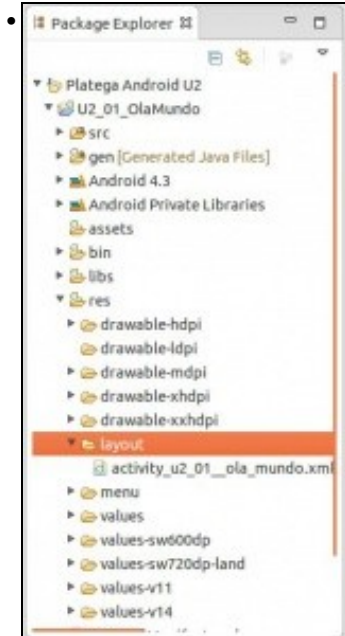 Package Explorer
Platega Android U2
U2_01_OlaMundo
src
gen [Generated Java Files]
Android 4.3
Android Private Libraries
assets
bin
libs
res
drawable-hdpi
drawable-ldpi
drawable-mdpi
drawable-xhdpi
drawable-xxhdpi
layout
activity_u2_01__ola_mundo.xml
menu
values
values-sw600dp
values-sw720dp-land
values-v11
values-v14